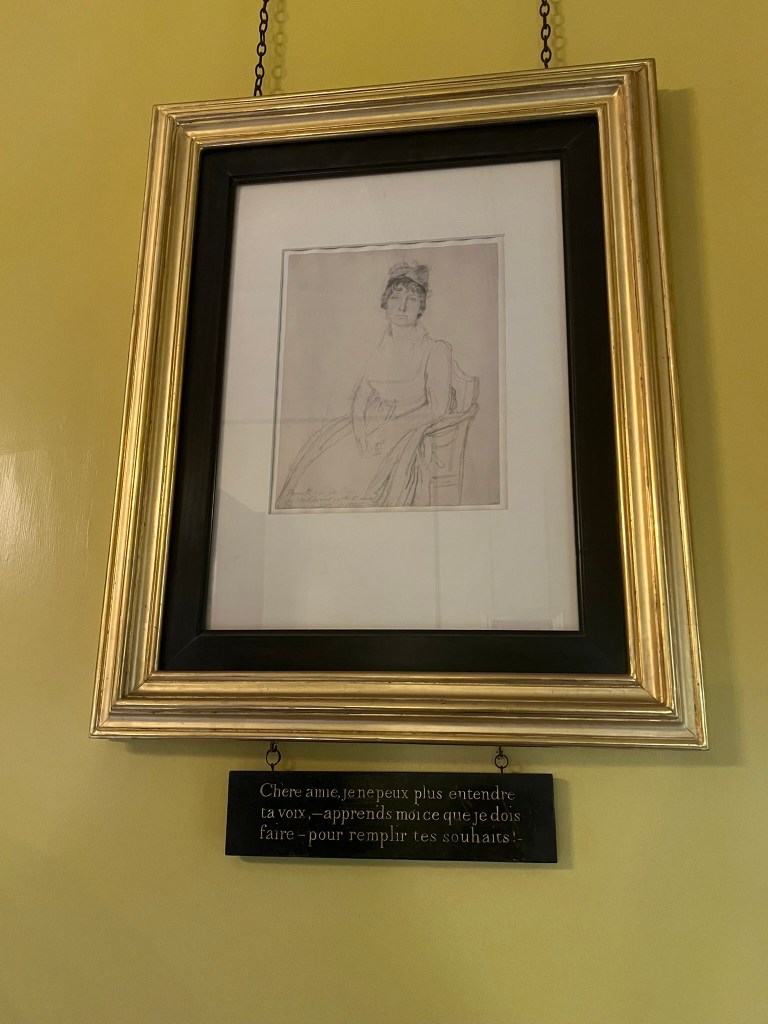 Chère amie, je ne peux plus entendre
ta voix,—apprends moi ce que je dois
faire—pour remplir tes souhaits!-